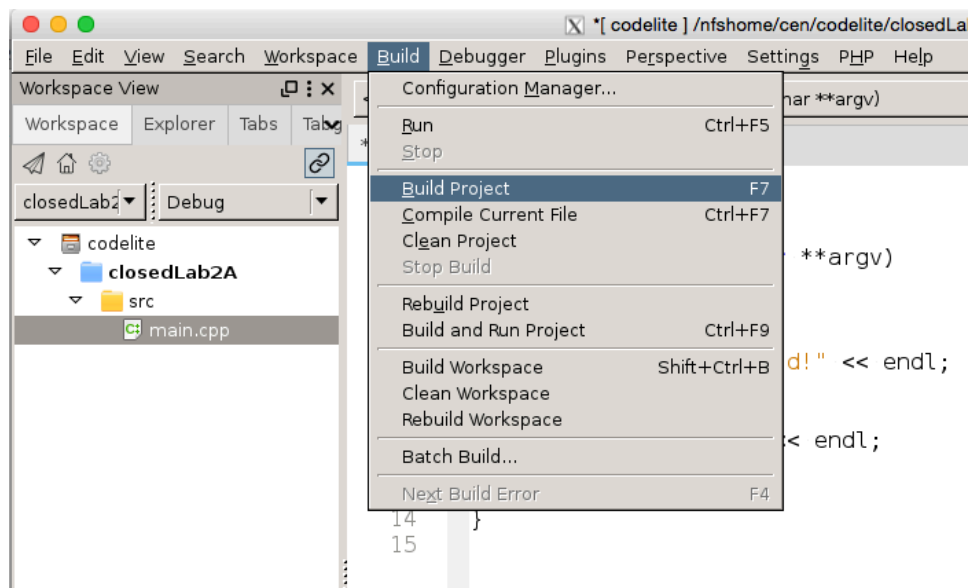 *[ codelite ] /nfshome/cen/codelite/closedLa
File Edit View Search Workspace Build Debugger Plugins Perspective Settings PHP Help
Workspace View
Workspace Explorer Tabs
closedLab2 Debug
codelite
closedLab2A
src
main.cpp
Configuration Manager...
Run Ctrl+F5
Stop
Build Project F7
Compile Current File Ctrl+F7
Clean Project
Stop Build
Rebuild Project
Build and Run Project Ctrl+F9
Build Workspace Shift+Ctrl+B
Clean Workspace
Rebuild Workspace
Batch Build...
Next Build Error F4
har **argv)
**argv)
d!" << endl;
< endl;
14 }
15